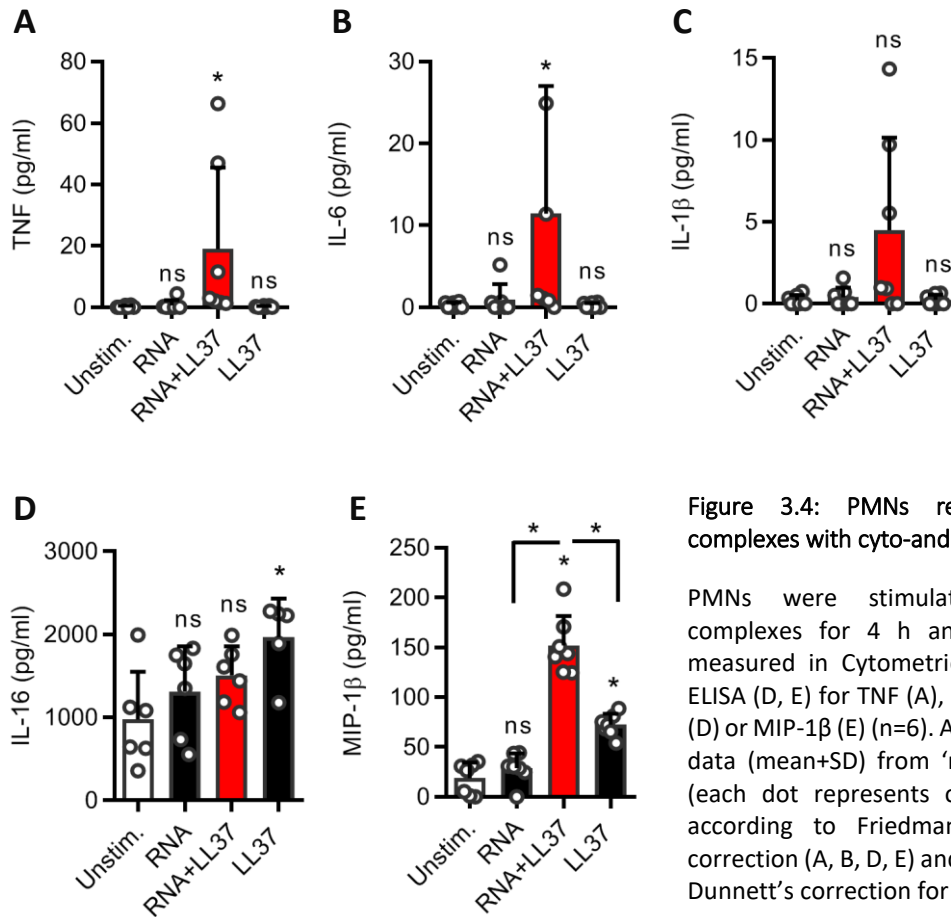 A
B
C
80
60
40
20
0
TNF (pg/ml)
*
ns
ns
Unstim.
RNA
RNA+LL37
LL37
30
20
10
0
IL-6 (pg/ml)
*
ns
ns
Unstim.
RNA
RNA+LL37
LL37
15
10
5
0
IL-1β (pg/ml)
ns
ns
ns
Unstim.
RNA
RNA+LL37
LL37
D
E
3000
2000
1000
0
IL-16 (pg/ml)
ns
ns
*
Unstim.
RNA
RNA+LL37
LL37
250
200
150
100
50
0
MIP-1β (pg/ml)
* *
*
ns
*
Unstim.
RNA
RNA+LL37
LL37
Figure 3.4: PMNs re
complexes with cyto-and
PMNs were stimulat
complexes for 4 h an
measured in Cytometric
ELISA (D, E) for TNF (A),
(D) or MIP-1β (E) (n=6). A
data (mean+SD) from ‘n
(each dot represents o
according to Friedman
correction (A, B, D, E) and
Dunnett’s correction for